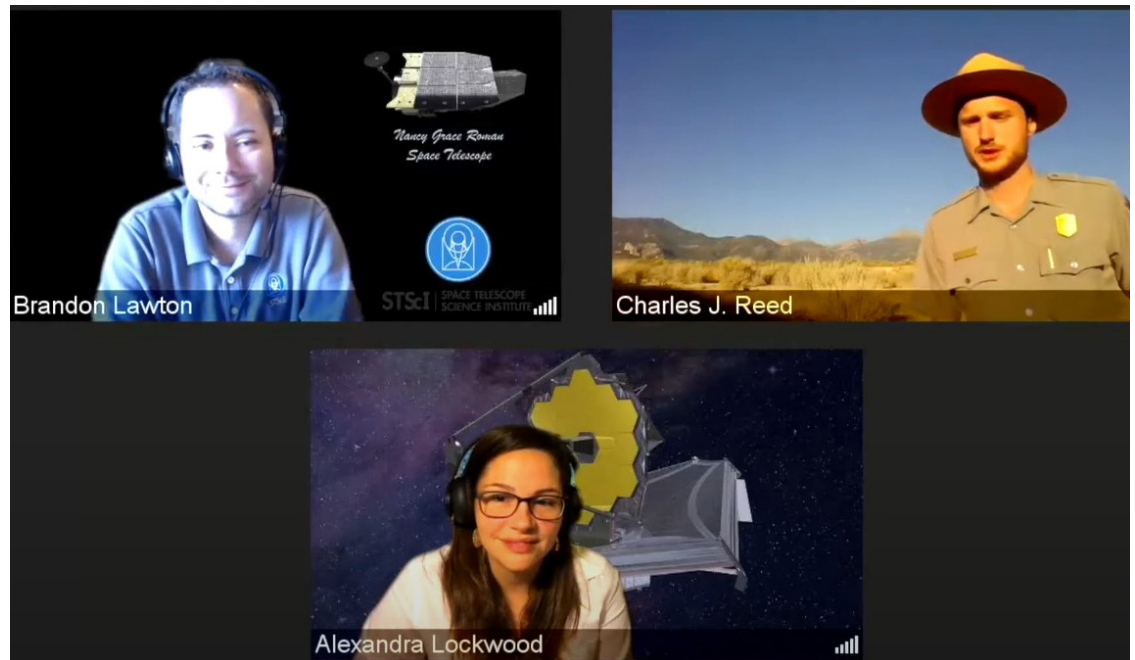 Nancy Grace Roman
Space Telescope
STScI | SPACE TELESCOPE
SCIENCE INSTITUTE
Brandon Lawton
Charles J. Reed
Alexandra Lockwood